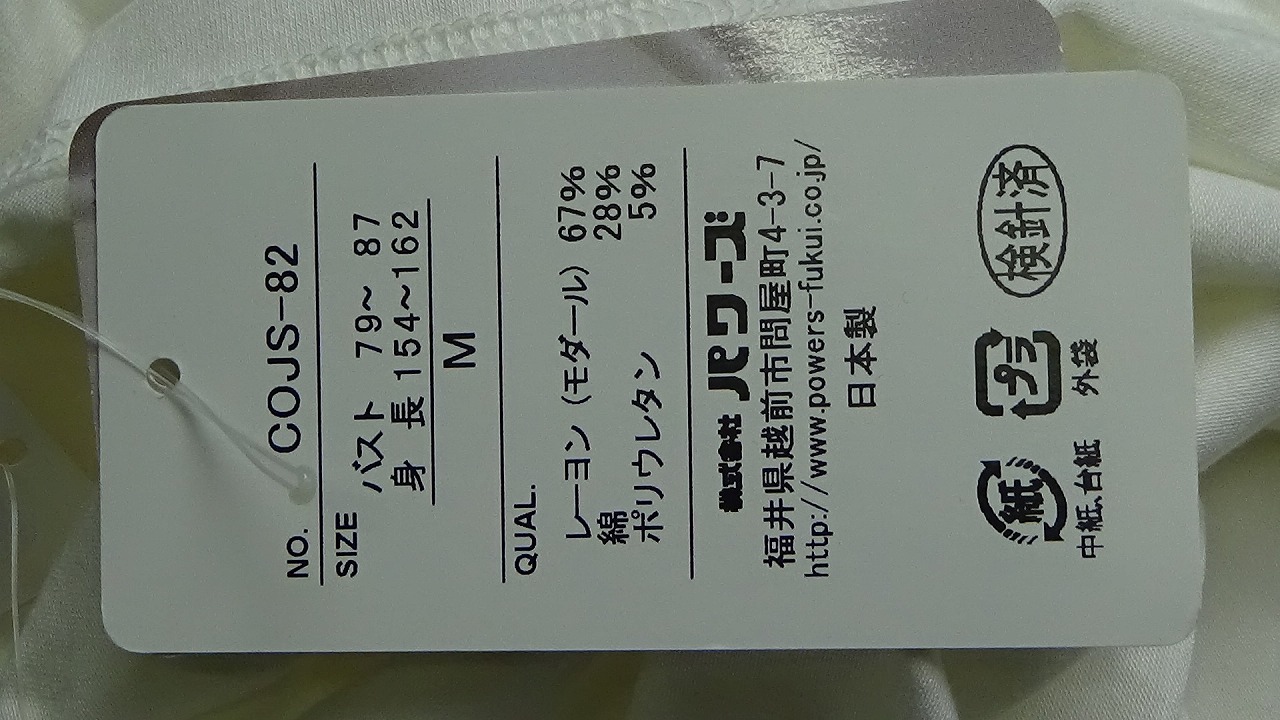 NO. COJS-82
SIZE
バスト 79〜 87
身 長 154〜162
M
QUAL.
レーヨン (モダール) 67%
綿 28%
ポリウレタン 5%
株式会社 パワーズ
福井県越前市問屋町4-3-7
http://www.powers-fukui.co.jp/
日本製
紙 プラ 検針済
中紙、台紙 外袋